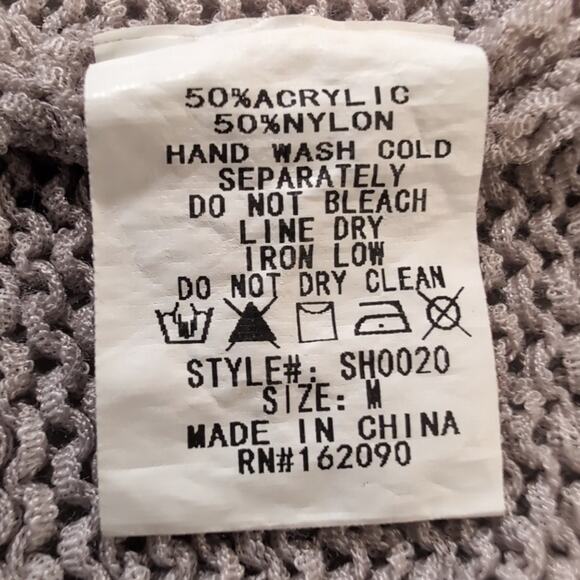 50%ACRYLIC
50%NYLON
HAND WASH COLD
SEPARATELY
DO NOT BLEACH
LINE DRY
IRON LOW
DO NOT DRY CLEAN
STYLE#: SH0020
SIZE: M
MADE IN CHINA
RN#162090